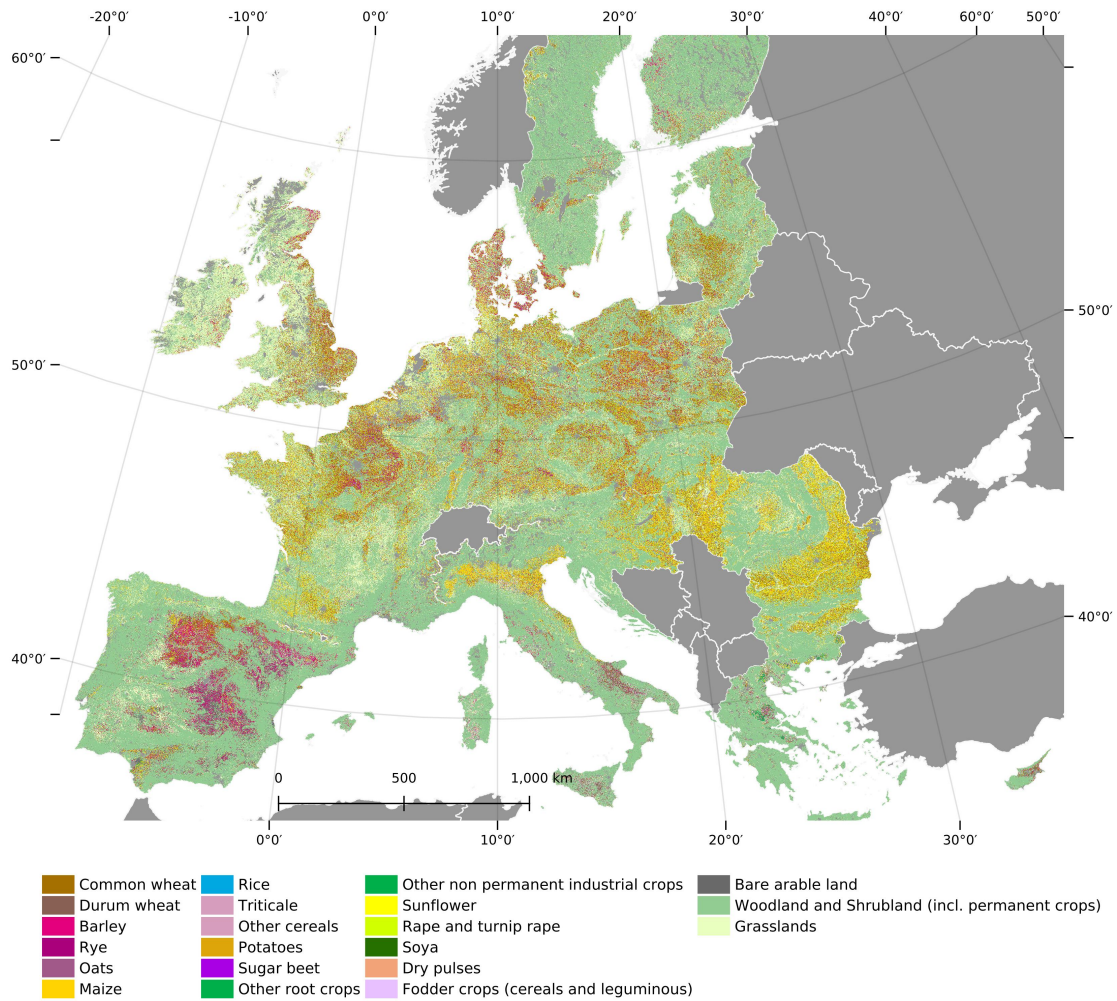 -20°0′ -10°0′ 0°0′ 10°0′ 20°0′ 30°0′ 40°0′ 60°0′ 50°0′
60°0′
50°0′
50°0′
40°0′
40°0′
0 500 1,000 km
0°0′ 10°0′ 20°0′ 30°0′
Common wheat Rice Other non permanent industrial crops Bare arable land
Durum wheat Triticale Sunflower Woodland and Shrubland (incl. permanent crops)
Barley Other cereals Rape and turnip rape Grasslands
Rye Potatoes Soya
Oats Sugar beet Dry pulses
Maize Other root crops Fodder crops (cereals and leguminous)